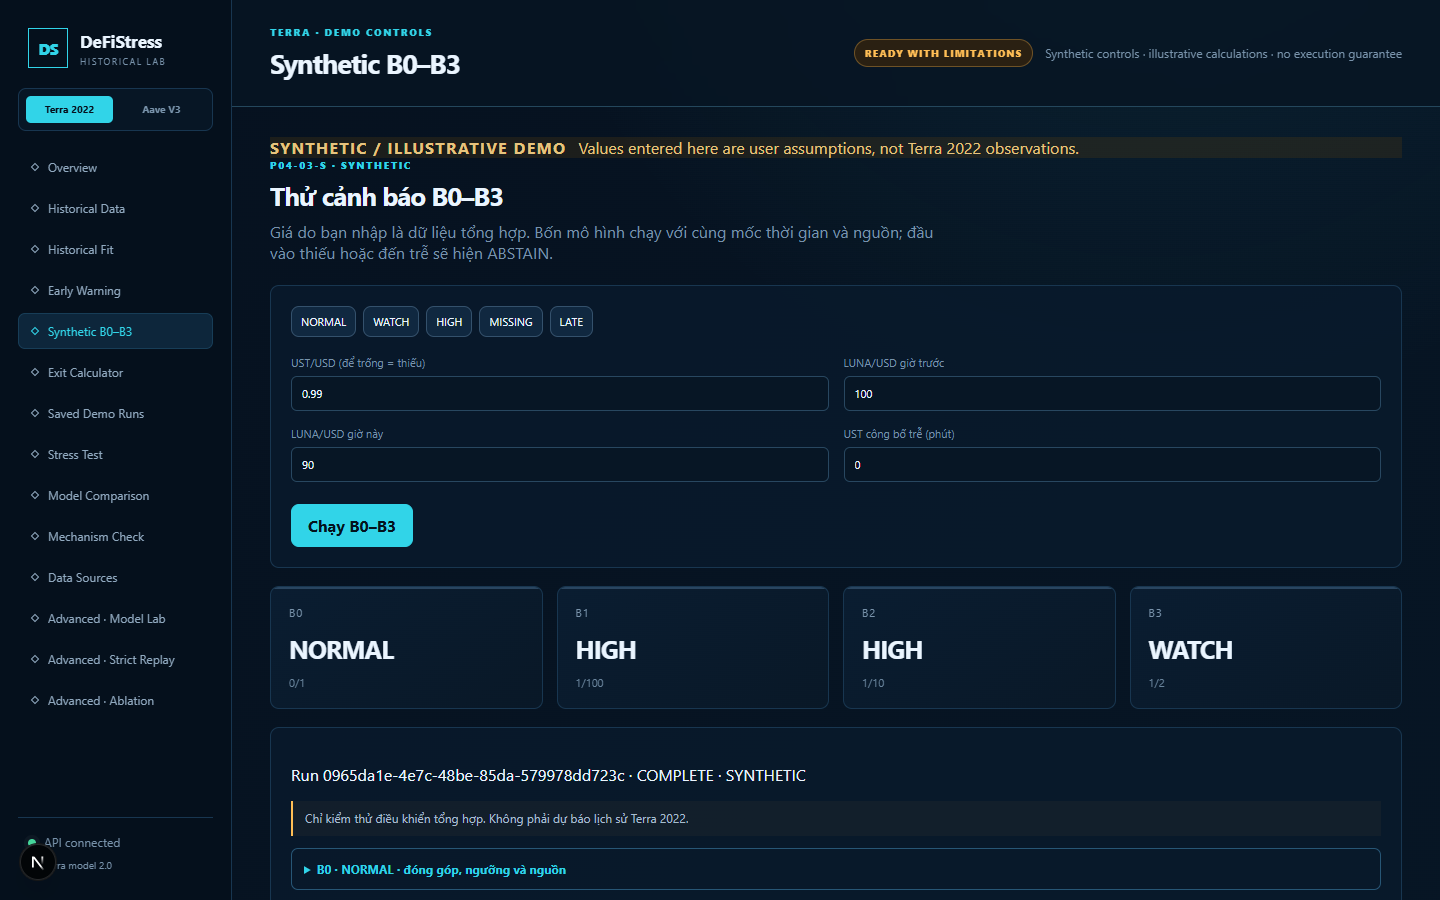 DS
DeFiStress
HISTORICAL LAB
Terra 2022
Aave V3
Overview
Historical Data
Historical Fit
Early Warning
Synthetic B0–B3
Exit Calculator
Saved Demo Runs
Stress Test
Model Comparison
Mechanism Check
Data Sources
Advanced · Model Lab
Advanced · Strict Replay
Advanced · Ablation
API connected
N
ra model 2.0
TERRA · DEMO CONTROLS
Synthetic B0–B3
READY WITH LIMITATIONS
Synthetic controls · illustrative calculations · no execution guarantee
SYNTHETIC / ILLUSTRATIVE DEMO Values entered here are user assumptions, not Terra 2022 observations.
P04-03-S · SYNTHETIC
Thử cảnh báo B0–B3
Giá do bạn nhập là dữ liệu tổng hợp. Bốn mô hình chạy với cùng mốc thời gian và nguồn; đầu
vào thiếu hoặc đến trễ sẽ hiện ABSTAIN.
NORMAL
WATCH
HIGH
MISSING
LATE
UST/USD (để trống = thiếu)
0.99
LUNA/USD giờ trước
100
LUNA/USD giờ này
90
UST công bố trễ (phút)
0
Chạy B0–B3
B0
NORMAL
0/1
B1
HIGH
1/100
B2
HIGH
1/10
B3
WATCH
1/2
Run 0965da1e-4e7c-48be-85da-579978dd723c · COMPLETE · SYNTHETIC
Chỉ kiểm thử điều khiển tổng hợp. Không phải dự báo lịch sử Terra 2022.
B0 · NORMAL · đóng góp, ngưỡng và nguồn